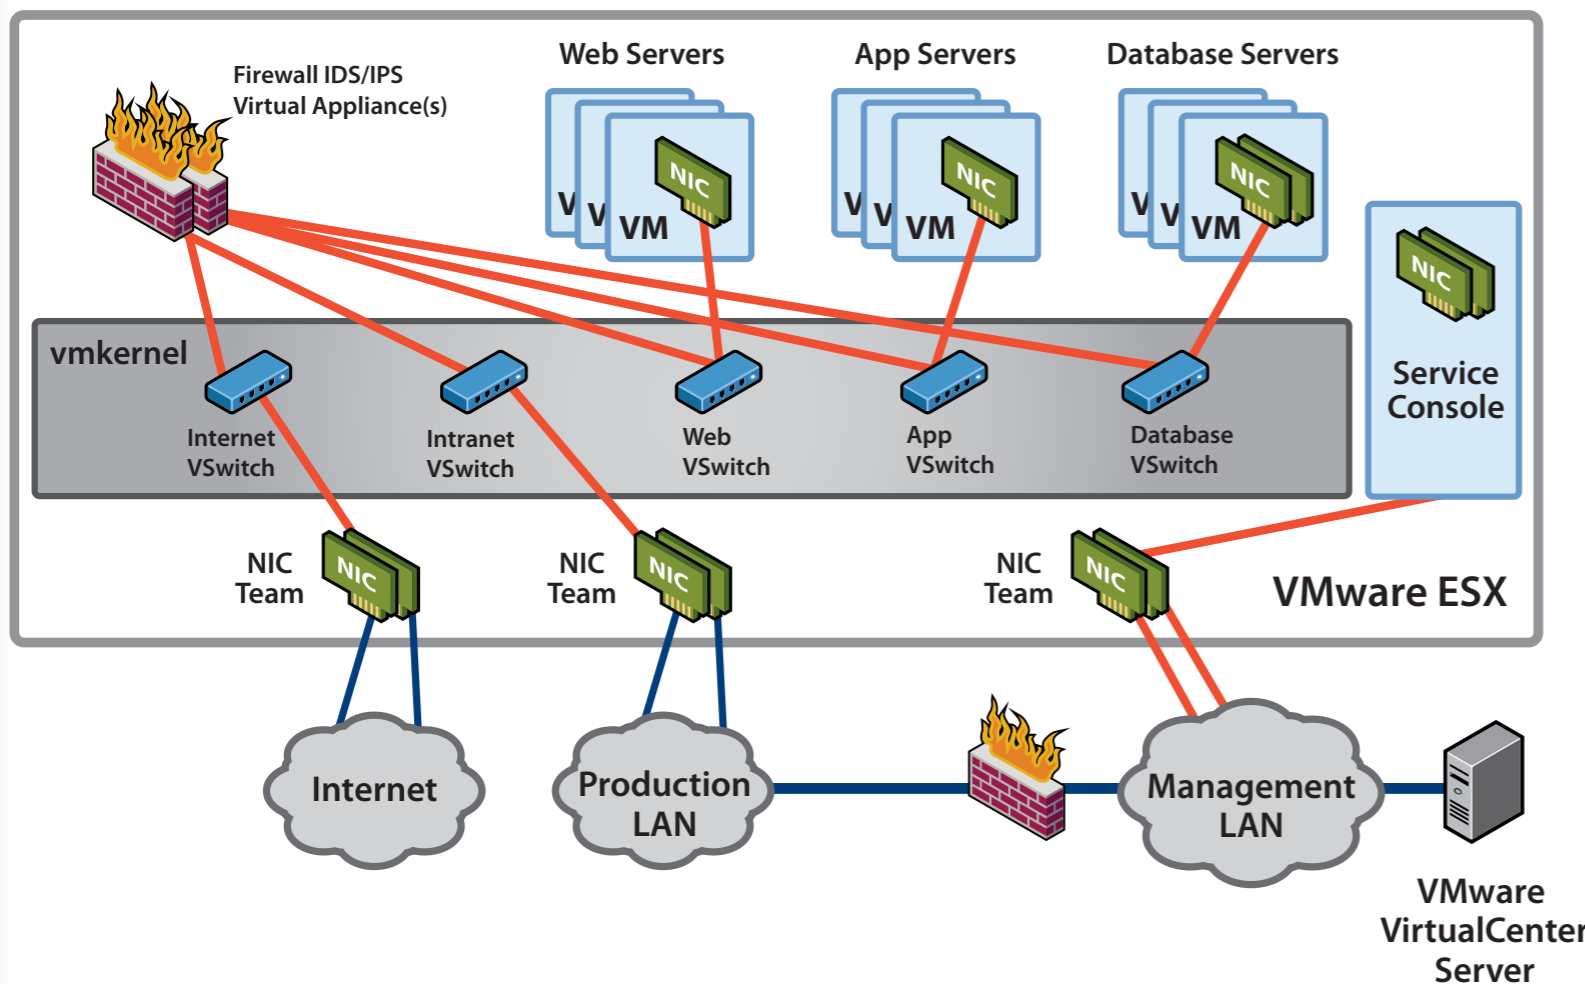 Web Servers
App Servers
Database Servers
Firewall IDS/IPS
Virtual Appliance(s)
NIC
V
V
VM
NIC
V
V
VM
NIC
V
V
VM
NIC
Service
Console
vmkernel
Internet
VSwitch
Intranet
VSwitch
Web
VSwitch
App
VSwitch
Database
VSwitch
NIC
Team
NIC
NIC
Team
NIC
NIC
Team
NIC
VMware ESX
Internet
Production
LAN
Management
LAN
VMware
VirtualCenter
Server